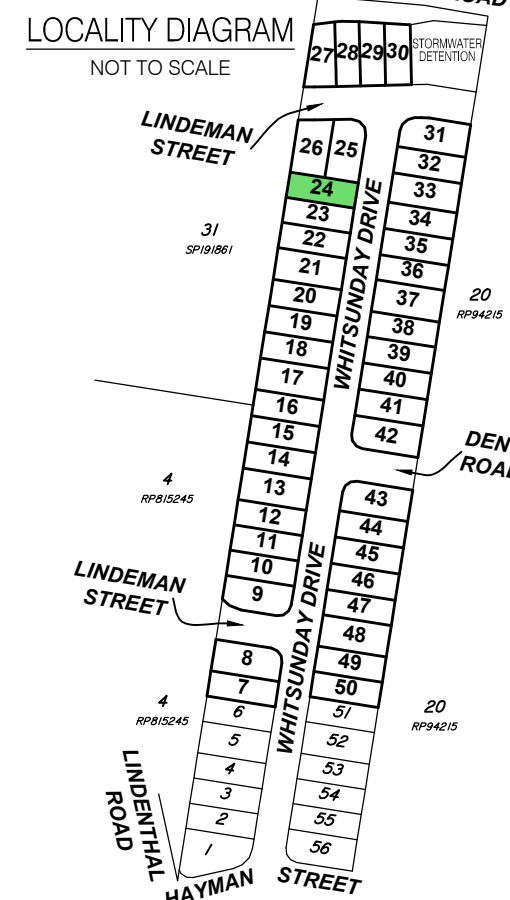 LOCALITY DIAGRAM
NOT TO SCALE
27 28 29 30
STORMWATER
DETENTION
LINDEMAN
STREET
26 25
31
24
32
23
33
22
34
21
35
20
36
19
37
18
38
17
39
16
40
15
41
14
42
13
43
12
44
11
45
10
46
9
47
48
8
49
7
50
6
51
5
52
4
53
3
54
2
55
1
56
WHITSUNDAY DRIVE
WHITSUNDAY DRIVE
31
SP191861
20
RP94215
4
RP815245
LINDEMAN
STREET
4
RP815245
20
RP94215
DEN
ROAD
LINDENTHAL
ROAD
HAYMAN STREET